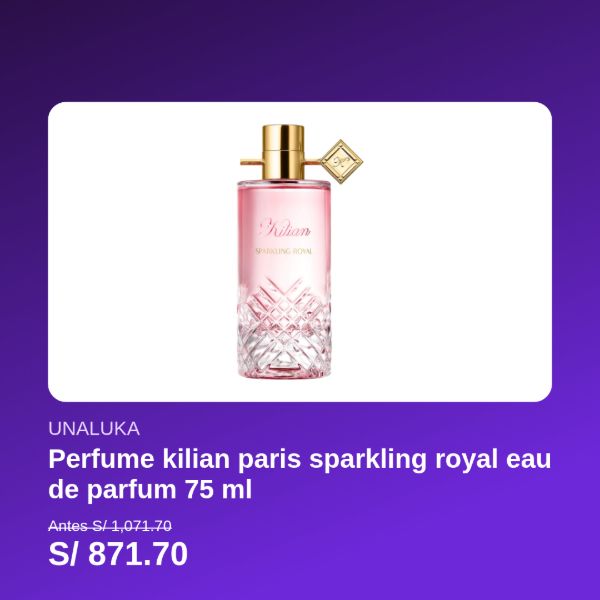 Kilian
SPARKLING ROYAL
UNALUKA
Perfume kilian paris sparkling royal eau
de parfum 75 ml
Antes S/ 1,071.70
S/ 871.70